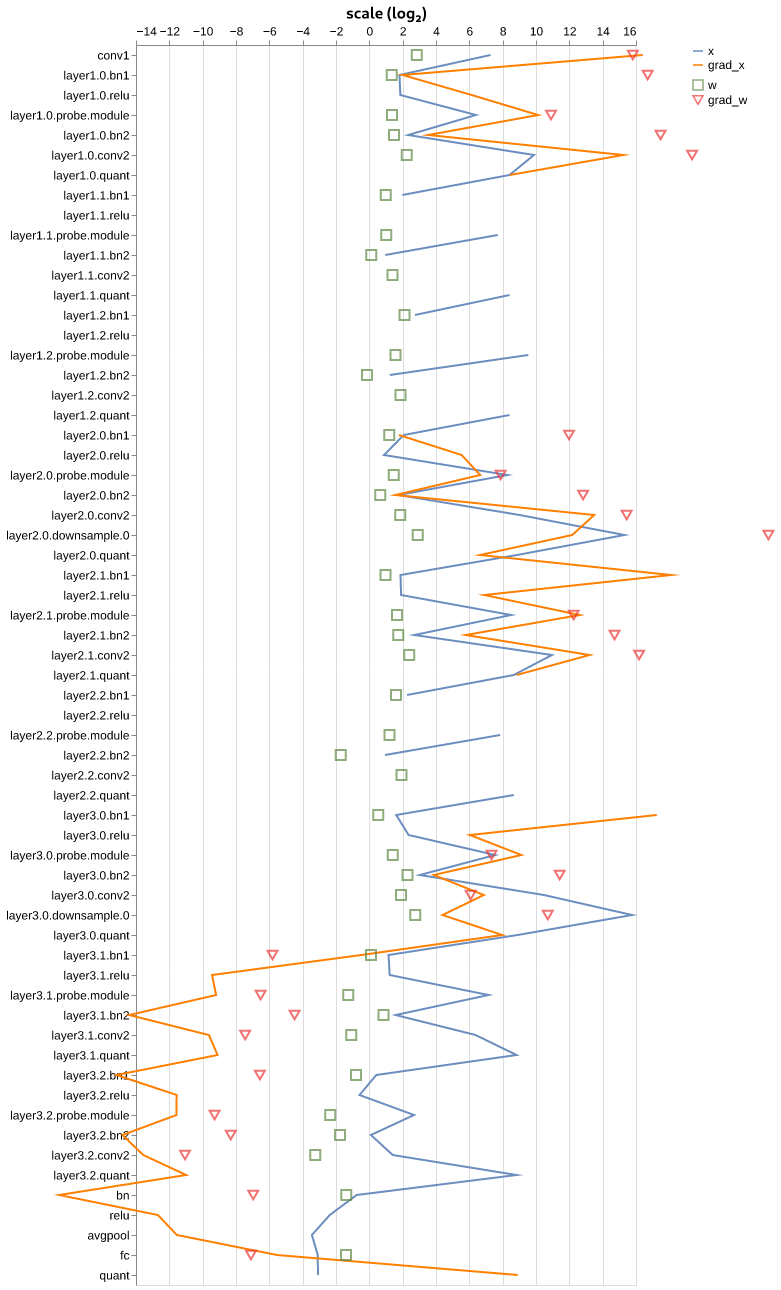 scale (log₂)
−14 −12 −10 −8 −6 −4 −2 0 2 4 6 8 10 12 14 16
x
grad_x
w
grad_w
conv1
layer1.0.bn1
layer1.0.relu
layer1.0.probe.module
layer1.0.bn2
layer1.0.conv2
layer1.0.quant
layer1.1.bn1
layer1.1.relu
layer1.1.probe.module
layer1.1.bn2
layer1.1.conv2
layer1.1.quant
layer1.2.bn1
layer1.2.relu
layer1.2.probe.module
layer1.2.bn2
layer1.2.conv2
layer1.2.quant
layer2.0.bn1
layer2.0.relu
layer2.0.probe.module
layer2.0.bn2
layer2.0.conv2
layer2.0.downsample.0
layer2.0.quant
layer2.1.bn1
layer2.1.relu
layer2.1.probe.module
layer2.1.bn2
layer2.1.conv2
layer2.1.quant
layer2.2.bn1
layer2.2.relu
layer2.2.probe.module
layer2.2.bn2
layer2.2.conv2
layer2.2.quant
layer3.0.bn1
layer3.0.relu
layer3.0.probe.module
layer3.0.bn2
layer3.0.conv2
layer3.0.downsample.0
layer3.0.quant
layer3.1.bn1
layer3.1.relu
layer3.1.probe.module
layer3.1.bn2
layer3.1.conv2
layer3.1.quant
layer3.2.bn1
layer3.2.relu
layer3.2.probe.module
layer3.2.bn2
layer3.2.conv2
layer3.2.quant
bn
relu
avgpool
fc
quant